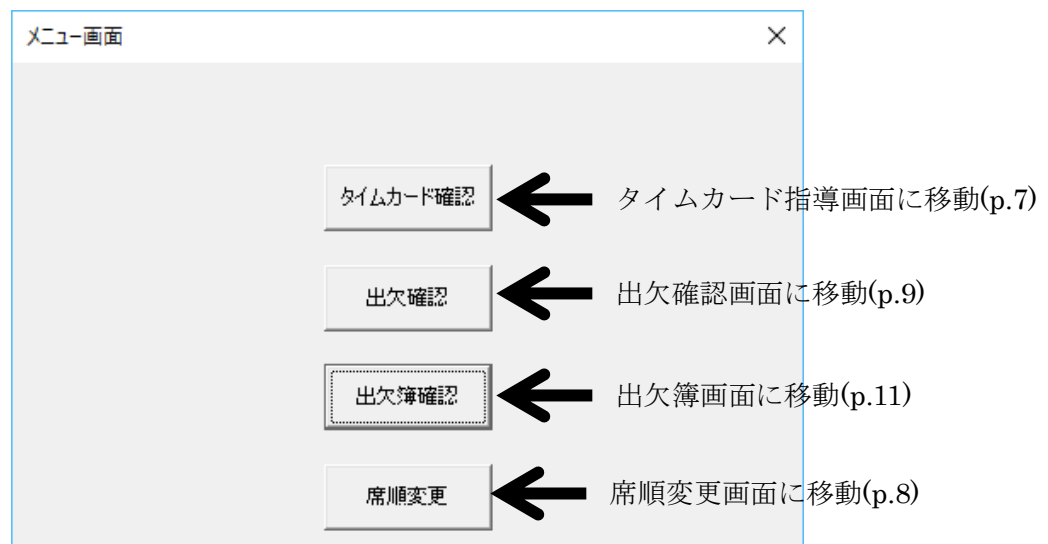 メニュー画面
タイムカード確認
タイムカード指導画面に移動(p.7)
出欠確認
出欠確認画面に移動(p.9)
出欠簿確認
出欠簿画面に移動(p.11)
席順変更
席順変更画面に移動(p.8)